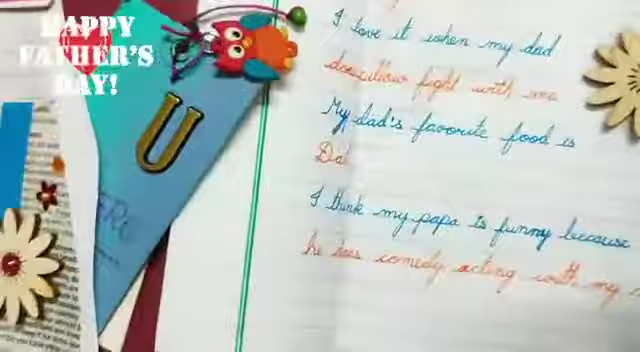 HAPPY
FATHER'S
DAY!
U
I love it when my dad
does pillow fight with me
My dad's favorite food is
Dal
I think my papa is funny because
he does comedy acting with my